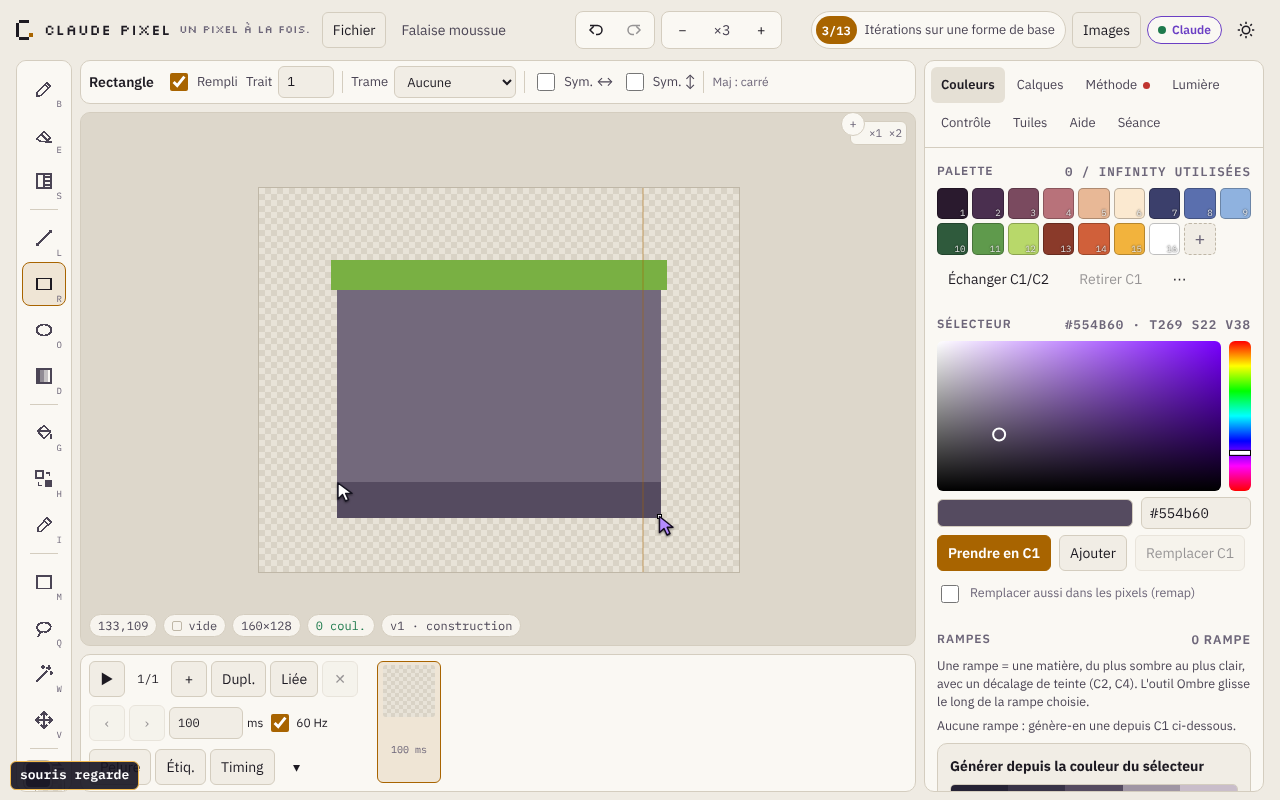 CLAUDE PIXEL UN PIXEL À LA FOIS. Fichier Falaise moussue − ×3 + 3/13 Itérations sur une forme de base Images Claude
Rectangle Rempli Trait 1 Trame Aucune Sym. ↔ Sym. ↕ Maj : carré
B
E
S
L
R
O
D
G
H
I
M
Q
W
V
+ ×1 ×2
133,109 vide 160×128 0 coul. v1 · construction
1/1 + Dupl. Liée ×
‹ › 100 ms 60 Hz
Étiq. Timing ▾
100 ms
souris regarde
Couleurs Calques Méthode Lumière
Contrôle Tuiles Aide Séance
PALETTE 0 / INFINITY UTILISÉES
1 2 3 4 5 6 7 8 9
10 11 12 13 14 15 16 +
Échanger C1/C2 Retirer C1 ···
SÉLECTEUR #554B60 · T269 S22 V38
#554b60
Prendre en C1 Ajouter Remplacer C1
Remplacer aussi dans les pixels (remap)
RAMPES 0 RAMPE
Une rampe = une matière, du plus sombre au plus clair,
avec un décalage de teinte (C2, C4). L'outil Ombre glisse
le long de la rampe choisie.
Aucune rampe : génère-en une depuis C1 ci-dessous.
Générer depuis la couleur du sélecteur